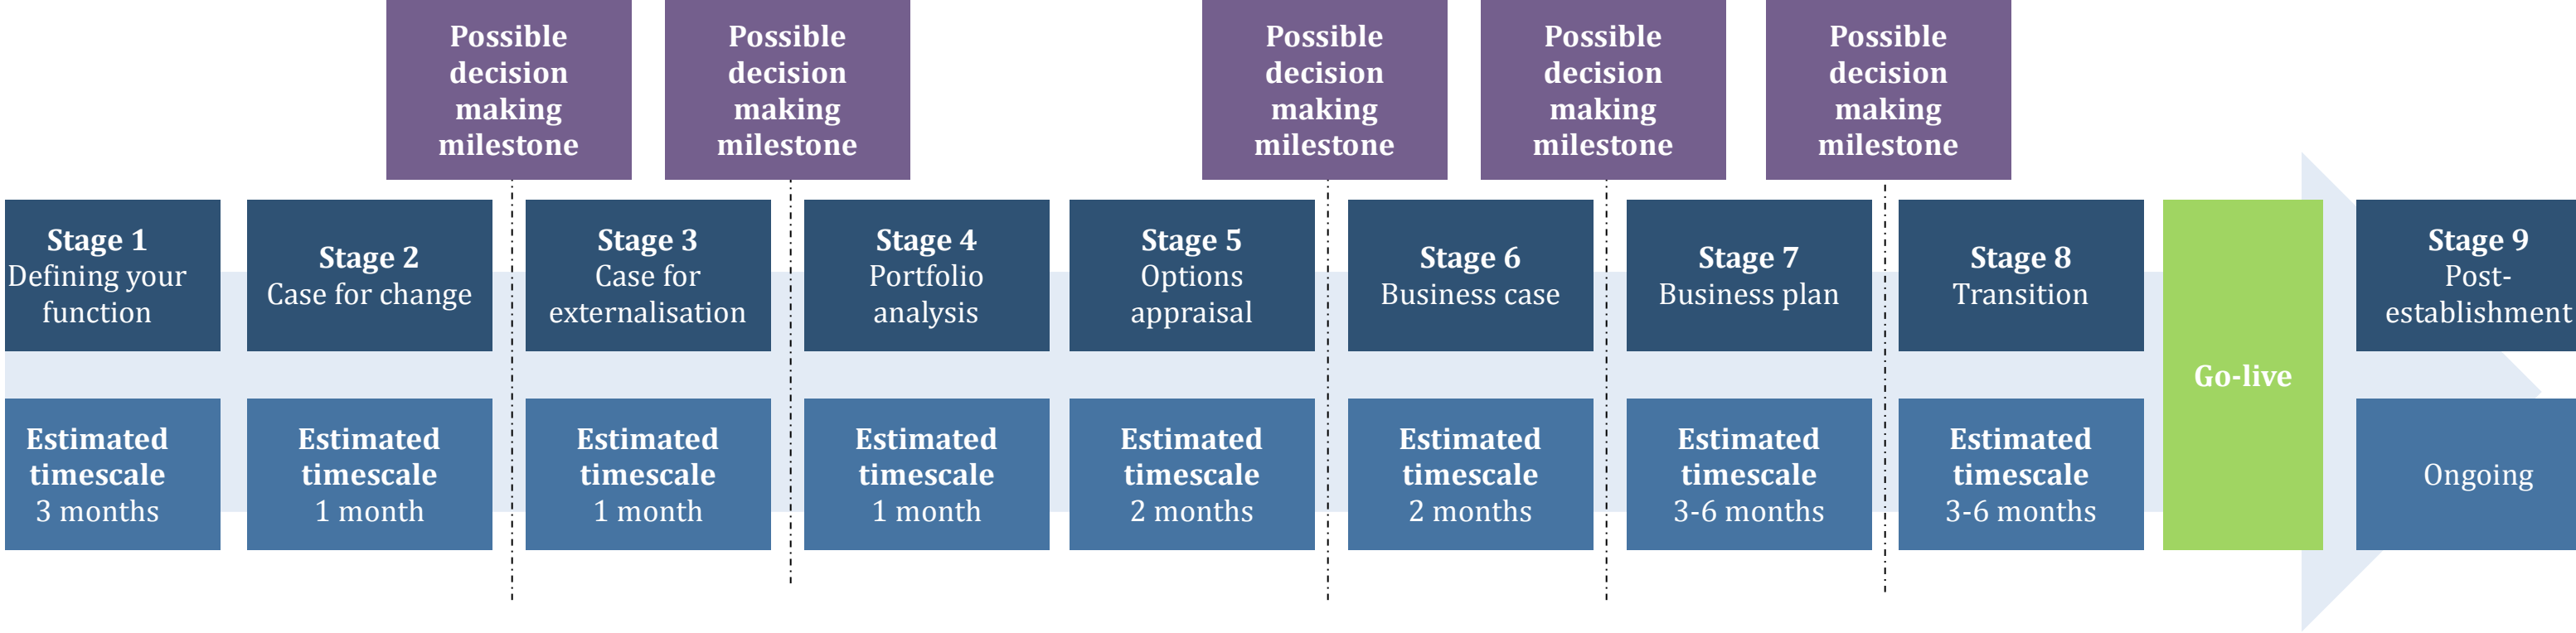 Possible
decision
making
milestone
Possible
decision
making
milestone
Possible
decision
making
milestone
Possible
decision
making
milestone
Possible
decision
making
milestone
Stage 1
Defining your
function
Stage 2
Case for change
Stage 3
Case for
externalisation
Stage 4
Portfolio
analysis
Stage 5
Options
appraisal
Stage 6
Business case
Stage 7
Business plan
Stage 8
Transition
Go-live
Stage 9
Post-
establishment
Estimated
timescale
3 months
Estimated
timescale
1 month
Estimated
timescale
1 month
Estimated
timescale
1 month
Estimated
timescale
2 months
Estimated
timescale
2 months
Estimated
timescale
3-6 months
Estimated
timescale
3-6 months
Ongoing